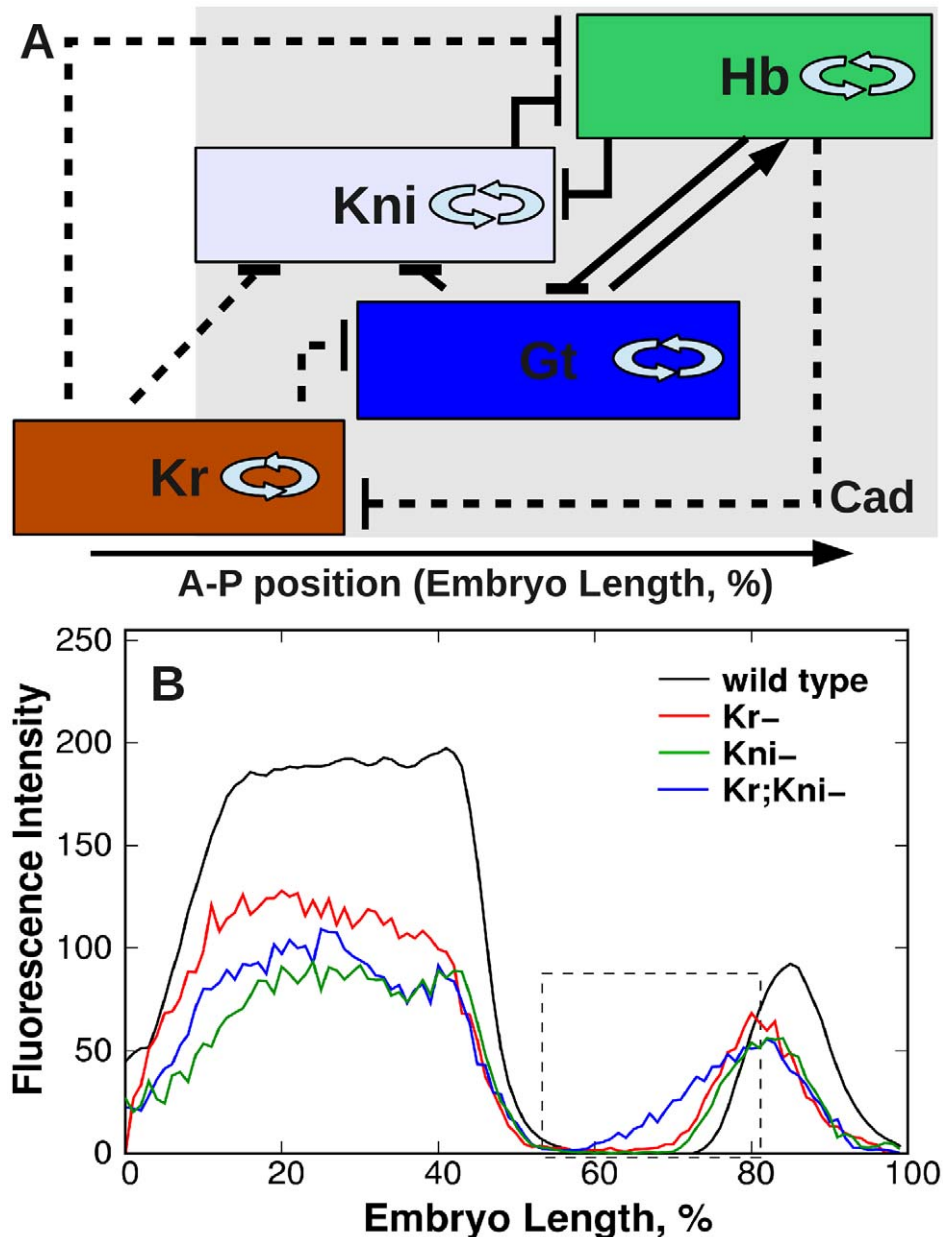 A
Hb
Kni
Gt
Kr
Cad
A-P position (Embryo Length, %)
B
wild type
Kr–
Kni–
Kr;Kni–
Fluorescence Intensity
250
200
150
100
50
0
0 20 40 60 80 100
Embryo Length, %